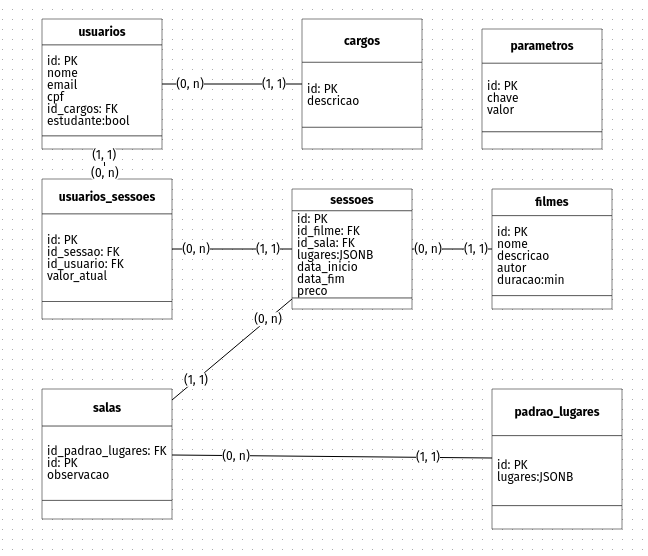 usuarios
id: PK
nome
email
cpf
id_cargos: FK
estudante:bool
(0, n)
(1, 1)
cargos
id: PK
descricao
parametros
id: PK
chave
valor
(1, 1)
(0, n)
usuarios_sessoes
id: PK
id_sessao: FK
id_usuario: FK
valor_atual
(0, n)
(1, 1)
sessoes
id: PK
id_filme: FK
id_sala: FK
lugares:JSONB
data_inicio
data_fim
preco
(0, n)
(1, 1)
filmes
id: PK
nome
descricao
autor
duracao:min
(0, n)
(1, 1)
salas
id_padrao_lugares: FK
id: PK
observacao
(0, n)
(1, 1)
padrao_lugares
id: PK
lugares:JSONB